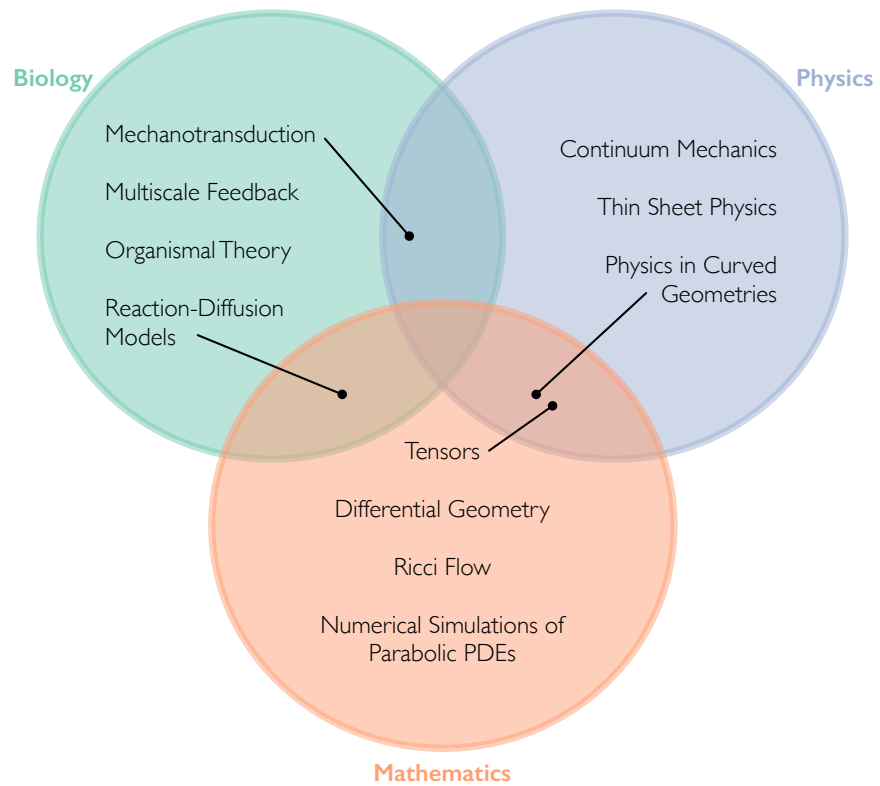 Biology
Physics
Mechanotransduction
Multiscale Feedback
Organismal Theory
Reaction-Diffusion
Models
Continuum Mechanics
Thin Sheet Physics
Physics in Curved
Geometries
Tensors
Differential Geometry
Ricci Flow
Numerical Simulations of
Parabolic PDEs
Mathematics